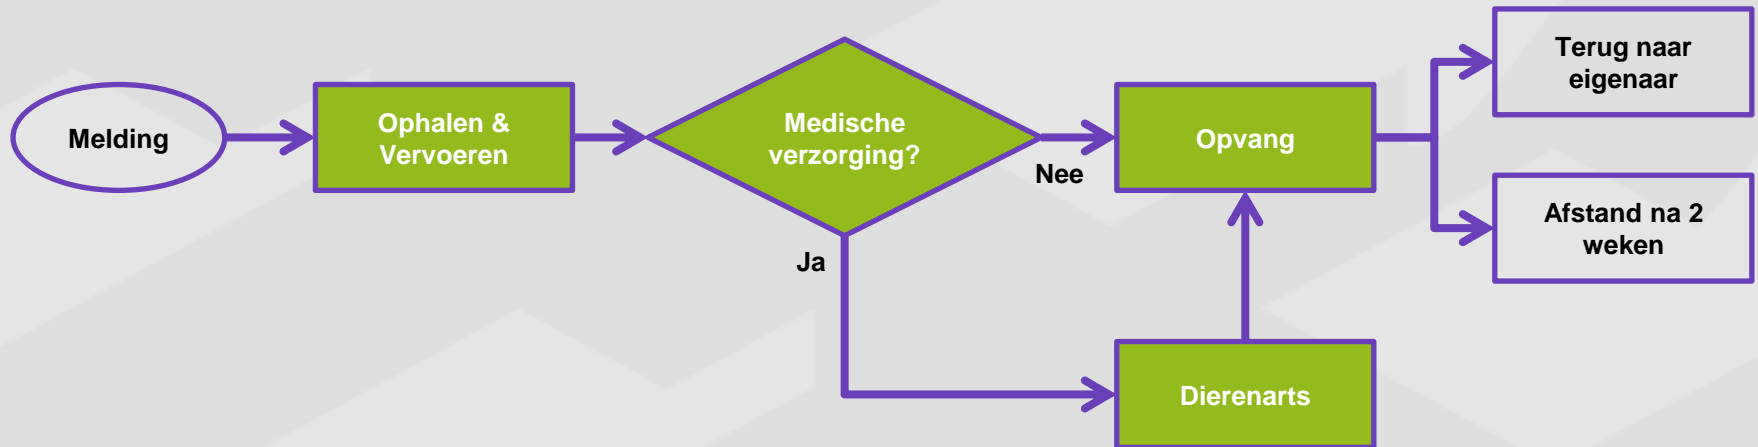 Melding
Ophalen &
Vervoeren
Medische
verzorging?
Nee
Ja
Opvang
Dierenarts
Terug naar
eigenaar
Afstand na 2
weken